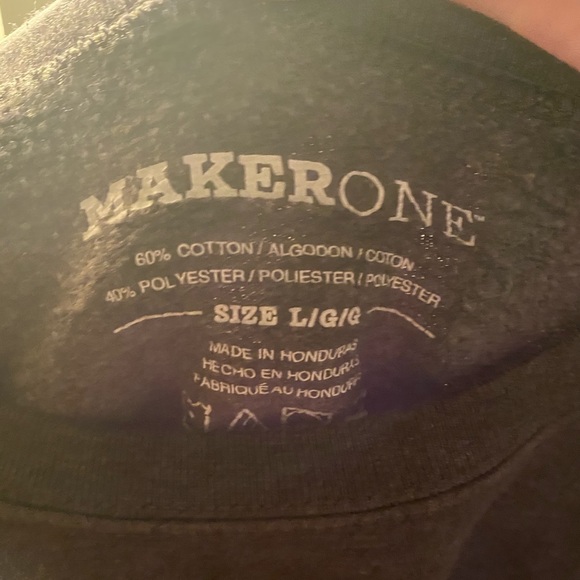 MAKERONE™
60% COTTON / ALGODON / COTON
40% POLYESTER / POLIESTER / POLYESTER
SIZE L/G/G
MADE IN HONDURAS
HECHO EN HONDURAS
FABRIQUÉ AU HONDURAS